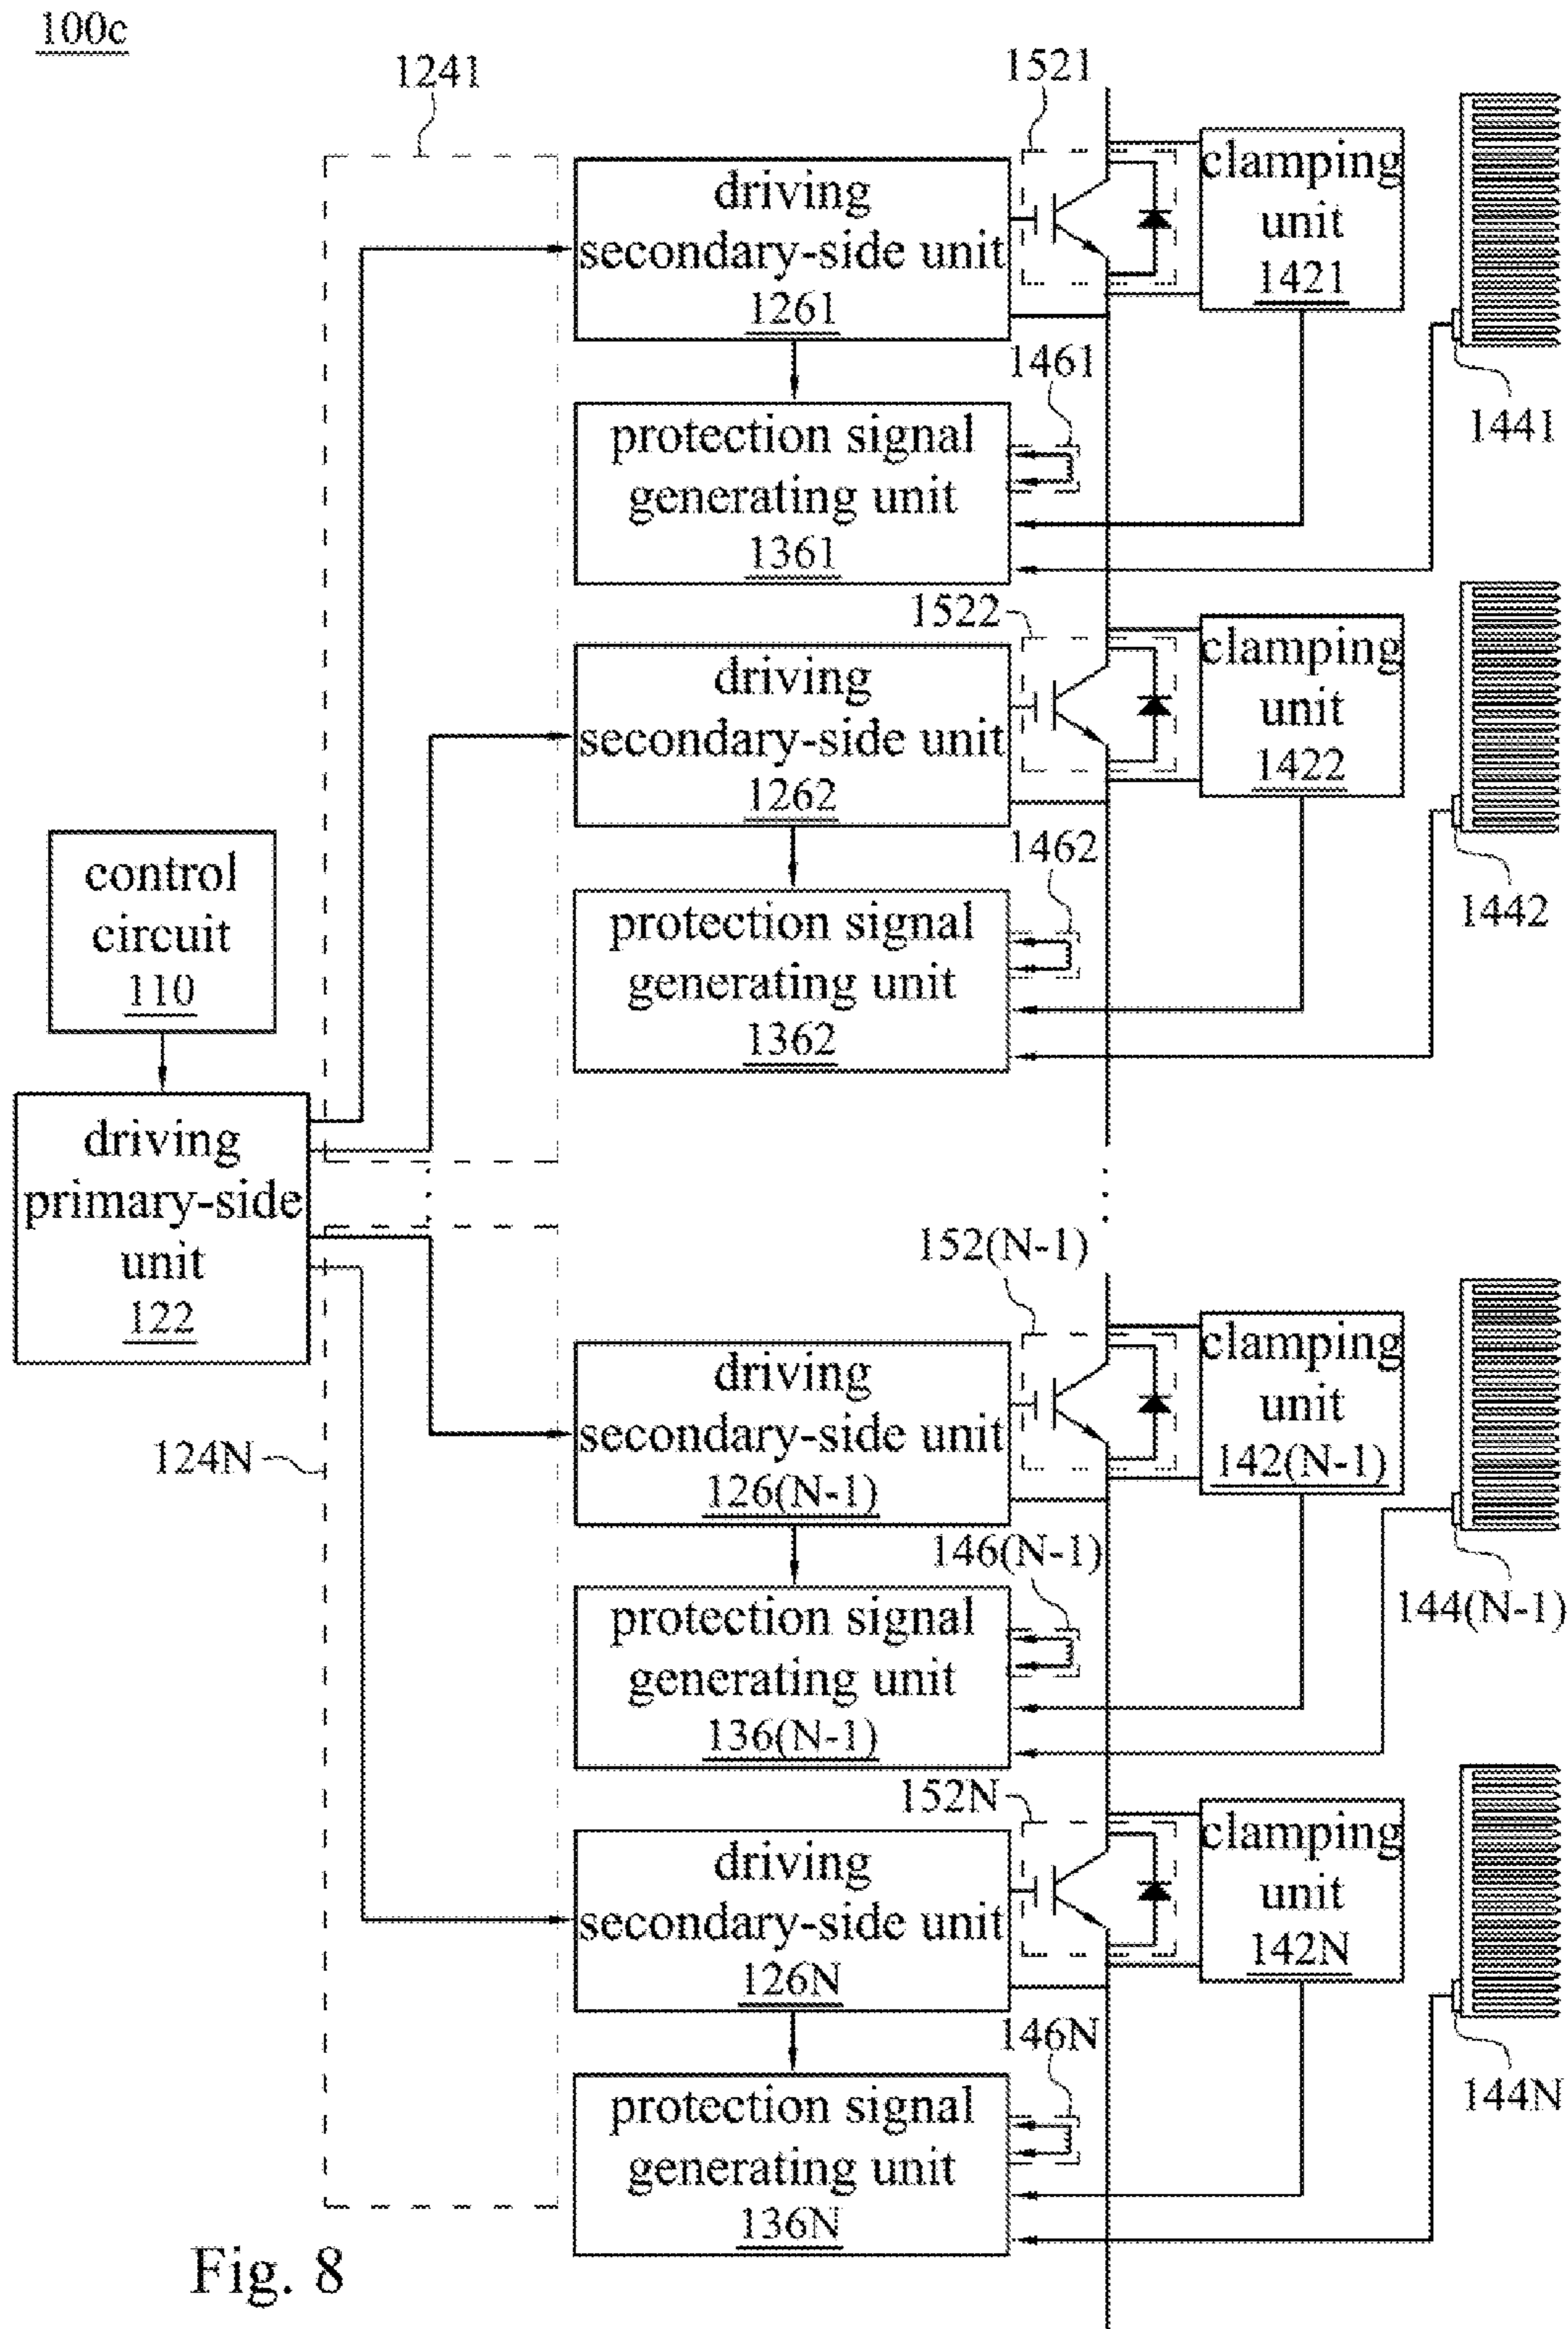 100c
1241
1521
driving
secondary-side unit
1261
clamping
unit
1421
1461
1441
protection signal
generating unit
1361
1522
driving
secondary-side unit
1262
clamping
unit
1422
1462
1442
control
circuit
110
protection signal
generating unit
1362
driving
primary-side
unit
122
152(N-1)
driving
secondary-side unit
126(N-1)
clamping
unit
142(N-1)
124N
146(N-1)
144(N-1)
protection signal
generating unit
136(N-1)
152N
driving
secondary-side unit
126N
clamping
unit
142N
146N
144N
protection signal
generating unit
136N
Fig. 8